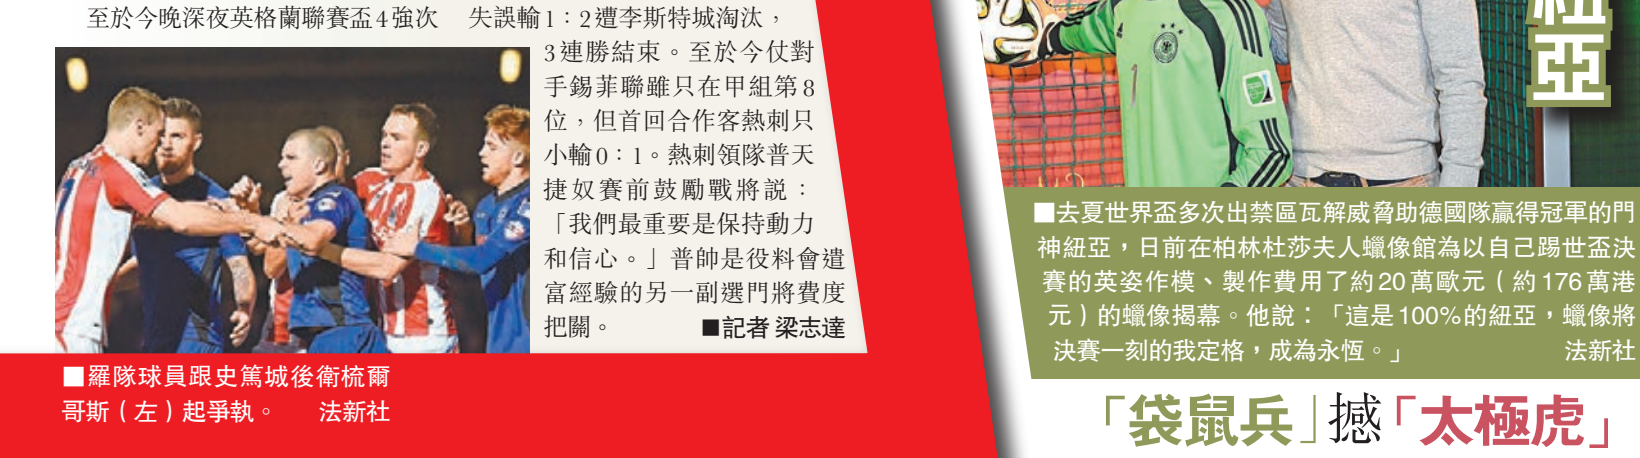 至於今晚深夜英格蘭聯賽盃4強次
失誤輸1：2遭李斯特城淘汰，
3連勝結束。至於今仗對
手錫菲聯雖只在甲組第8
位，但首回合作客熱刺只
小輸0：1。熱刺領隊普天
捷奴賽前鼓勵戰將説：
「我們最重要是保持動力
和信心。」普帥是役料會遣
富經驗的另一副選門將費度
把關。 ■記者 梁志達
■羅隊球員跟史篤城後衛梳爾
哥斯（左）起爭執。 法新社
紐亞
■去夏世界盃多次出禁區瓦解威脅助德國隊贏得冠軍的門
神紐亞，日前在柏林杜莎夫人蠟像館為以自己踢世盃決
賽的英姿作模、製作費用了約20萬歐元（約176萬港
元）的蠟像揭幕。他說：「這是100%的紐亞，蠟像將
決賽一刻的我定格，成為永恆。」 法新社
「袋鼠兵」撼「太極虎」